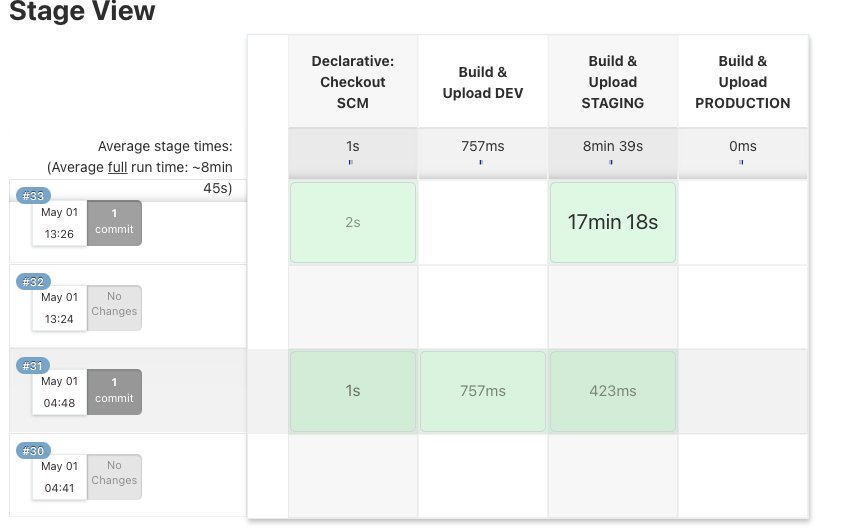 Stage View
Declarative:
Checkout
SCM
Build &
Upload DEV
Build &
Upload
STAGING
Build &
Upload
PRODUCTION
Average stage times:
(Average full run time: ~8min
45s)
1s
757ms
8min 39s
0ms
#33
May 01
13:26
1
commit
2s
17min 18s
#32
May 01
13:24
No
Changes
#31
May 01
04:48
1
commit
1s
757ms
423ms
#30
May 01
04:41
No
Changes